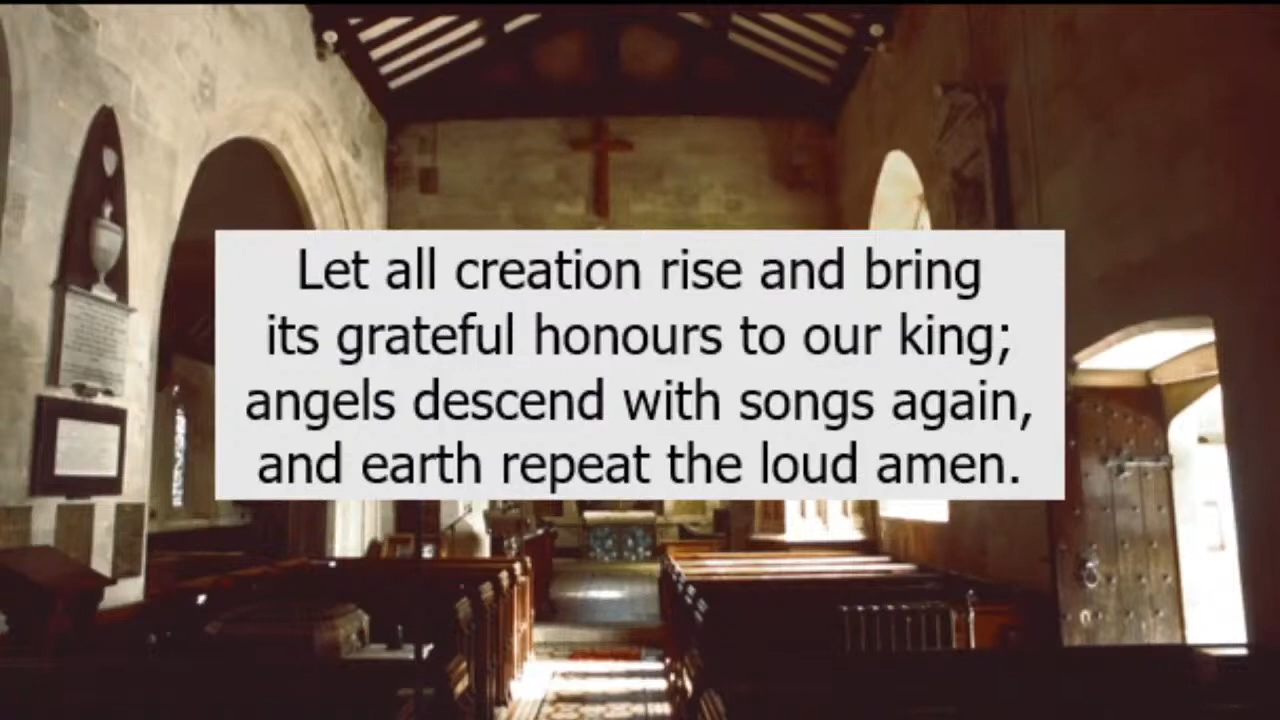 Let all creation rise and bring
its grateful honours to our king;
angels descend with songs again,
and earth repeat the loud amen.